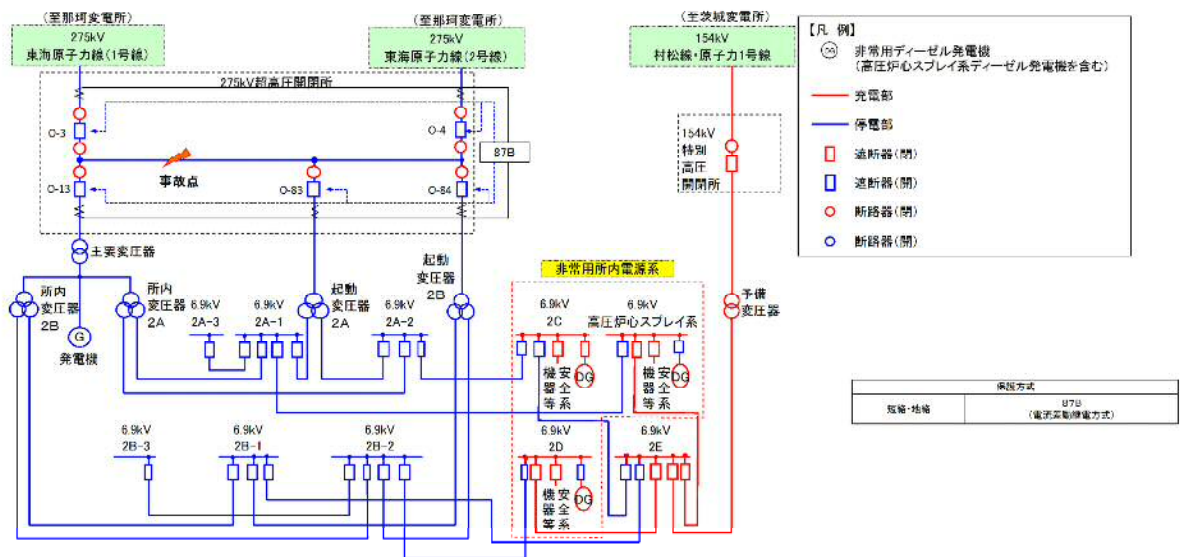 (至那珂変電所)
275kV
東海原子力線(1号線)
(至那珂変電所)
275kV
東海原子力線(2号線)
(至茨城変電所)
154kV
村松線・原子力1号線
【凡 例】
DG
非常用ディーゼル発電機
(高圧炉心スプレイ系ディーゼル発電機を含む)
充電部
停電部
遮断器(閉)
遮断器(開)
断路器(閉)
断路器(開)
275kV超高圧開閉所
O-3
O-4
87B
事故点
O-13
O-83
O-84
154kV
特別
高圧
開閉所
主要変圧器
所内
変圧器
2B
G
発電機
所内
変圧器
2A
6.9kV
2A-3
6.9kV
2A-1
起動
変圧器
2A
6.9kV
2A-2
起動
変圧器
2B
非常用所内電源系
6.9kV
2C
6.9kV
高圧炉心スプレイ系
予備
変圧器
安全系
機器等
DG
安全系
機器等
DG
6.9kV
2B-3
6.9kV
2B-1
6.9kV
2B-2
6.9kV
2D
6.9kV
2E
安全系
機器等
DG
保護方式
短絡・地絡
87B
(電流差動継電方式)